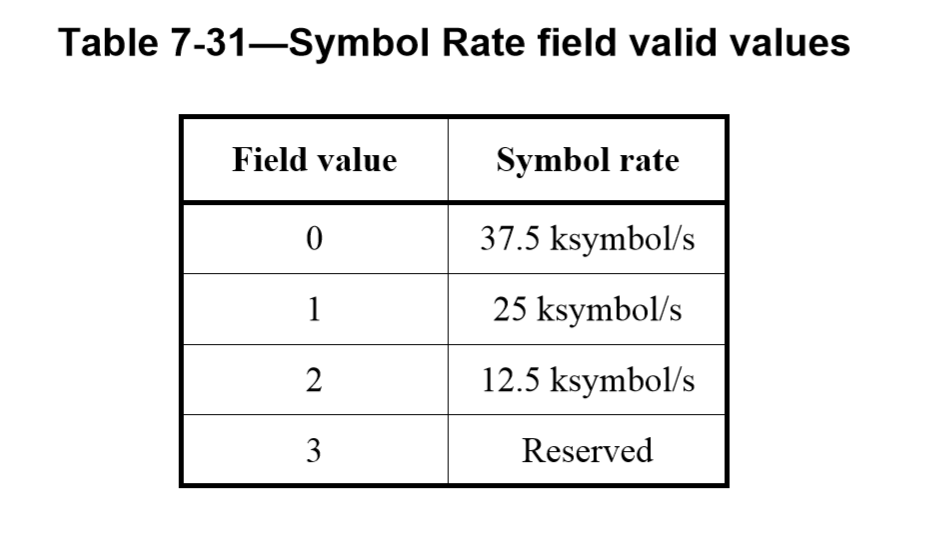 Table 7-31—Symbol Rate field valid values
Field value Symbol rate
0 37.5 ksymbol/s
1 25 ksymbol/s
2 12.5 ksymbol/s
3 Reserved